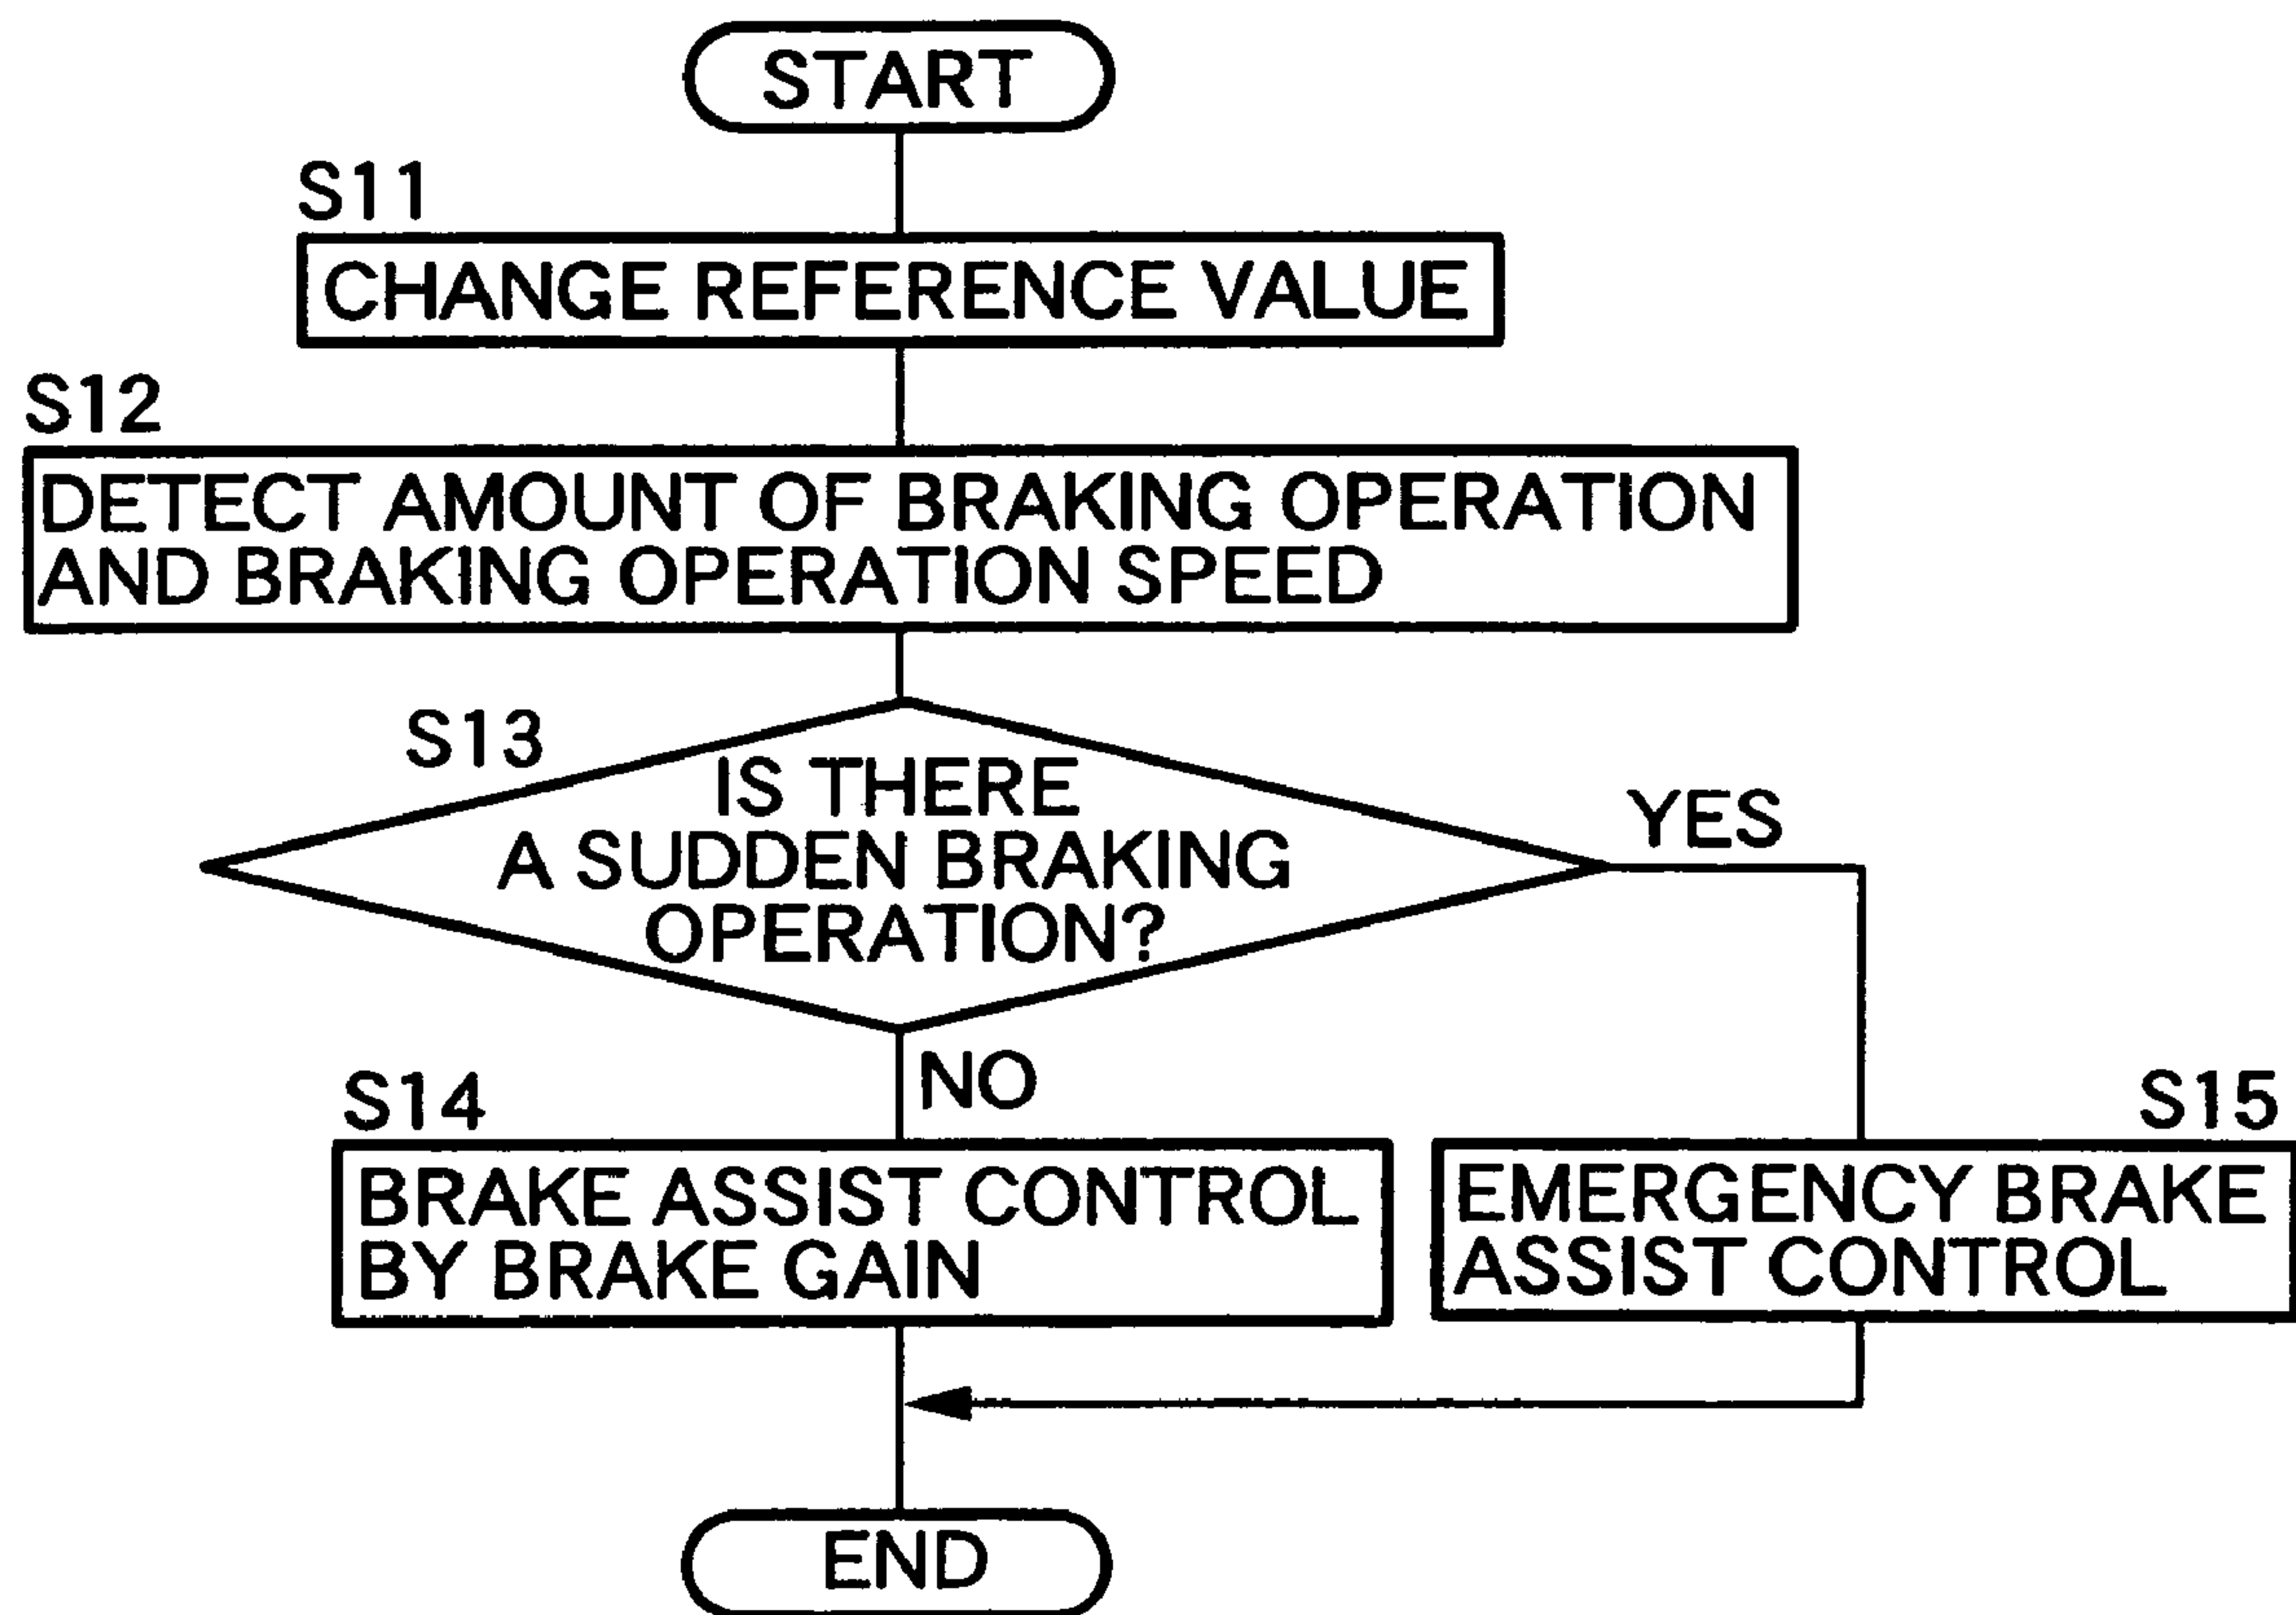 START
S11
CHANGE REFERENCE VALUE
S12
DETECT AMOUNT OF BRAKING OPERATION
AND BRAKING OPERATION SPEED
S13
IS THERE
A SUDDEN BRAKING
OPERATION?
YES
NO
S14
BRAKE ASSIST CONTROL
BY BRAKE GAIN
S15
EMERGENCY BRAKE
ASSIST CONTROL
END